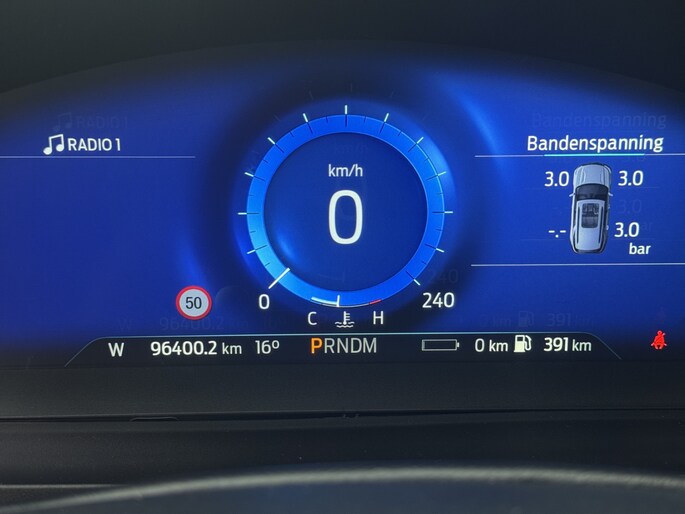 RADIO 1
Bandenspanning
3.0 3.0
-.- 3.0
bar
km/h
0
50
0 240
C H
W 96400.2 km 16° PRNDM 0 km 391 km